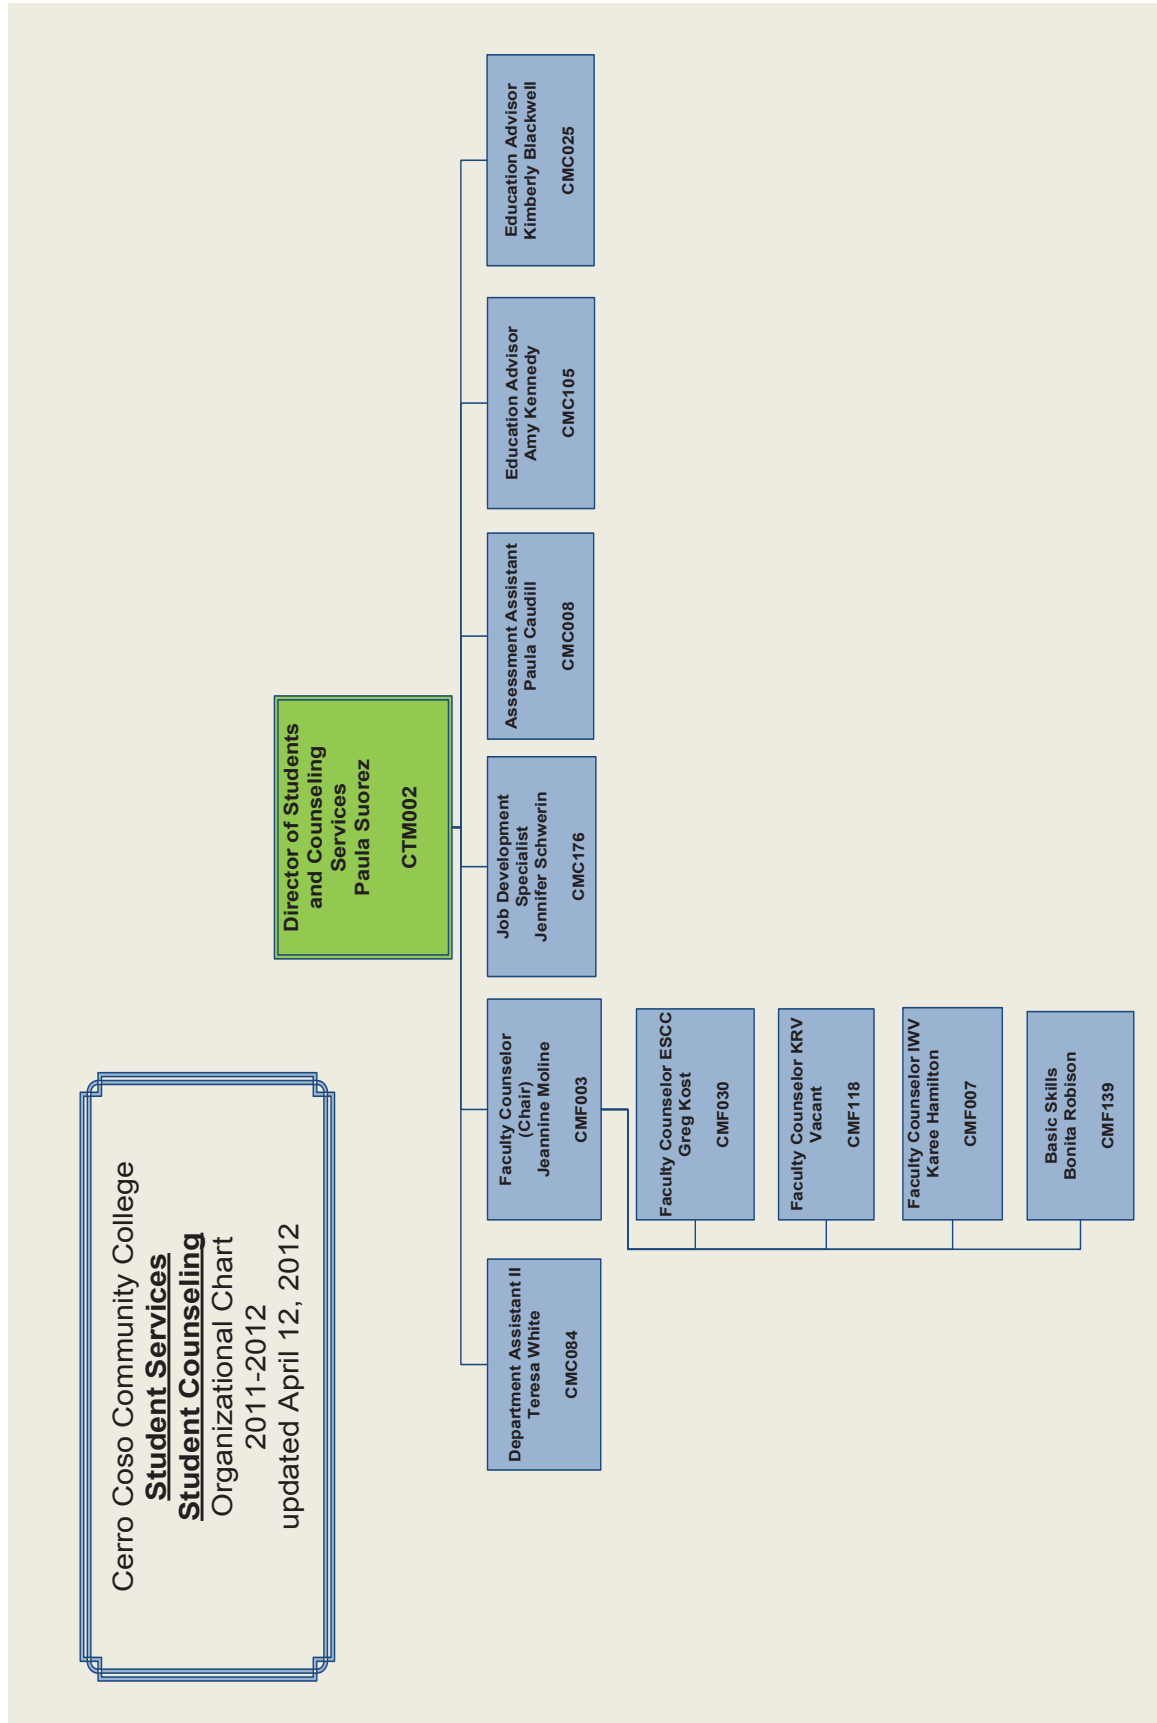 Cerro Coso Community College
Student Services
Student Counseling
Organizational Chart
2011-2012
updated April 12, 2012
Director of Students
and Counseling
Services
Paula Suorez
CTM002
Department Assistant II
Teresa White
CMC084
Faculty Counselor
(Chair)
Jeannine Moline
CMF003
Job Development
Specialist
Jennifer Schwerin
CMC176
Assessment Assistant
Paula Caudill
CMC008
Education Advisor
Amy Kennedy
CMC105
Education Advisor
Kimberly Blackwell
CMC025
Faculty Counselor ESCC
Greg Kost
CMF030
Faculty Counselor KRV
Vacant
CMF118
Faculty Counselor IWV
Karee Hamilton
CMF007
Basic Skills
Bonita Robison
CMF139